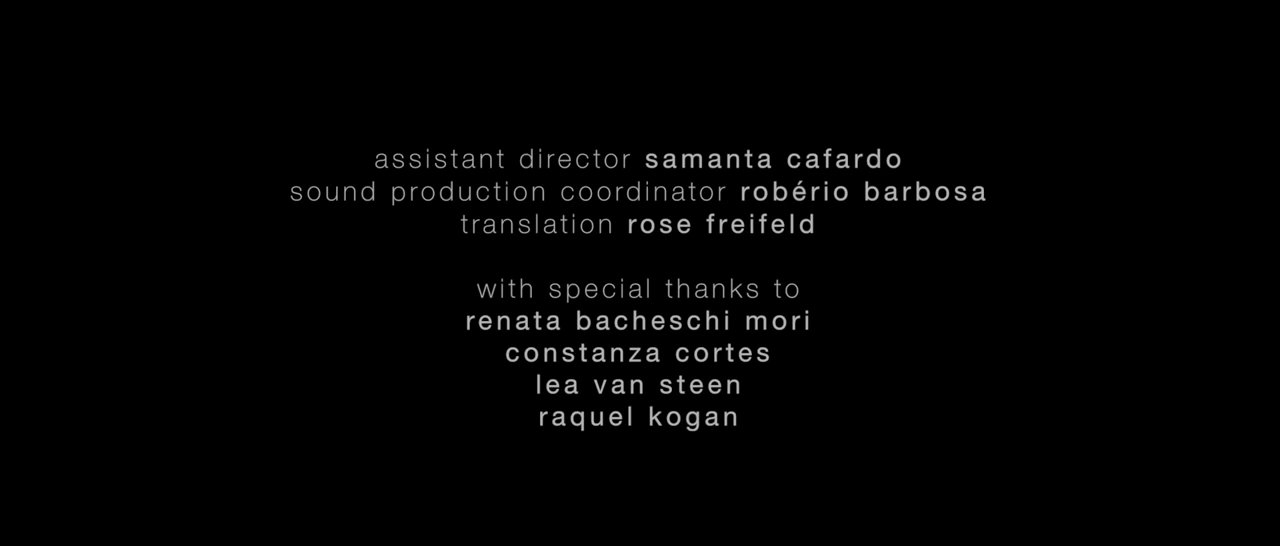 assistant director samanta cafardo
sound production coordinator robério barbosa
translation rose freifeld
with special thanks to
renata bacheschi mori
constanza cortes
lea van steen
raquel kogan